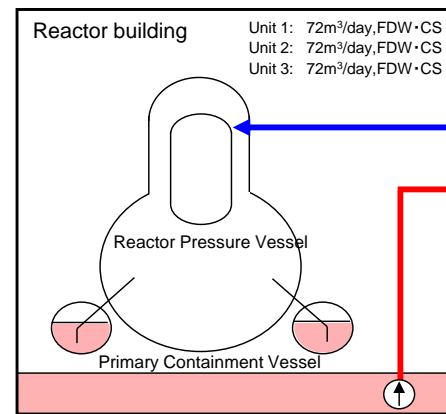 Reactor building
Unit 1: 72m³/day,FDW・CS
Unit 2: 72m³/day,FDW・CS
Unit 3: 72m³/day,FDW・CS
Reactor Pressure Vessel
Primary Containment Vessel